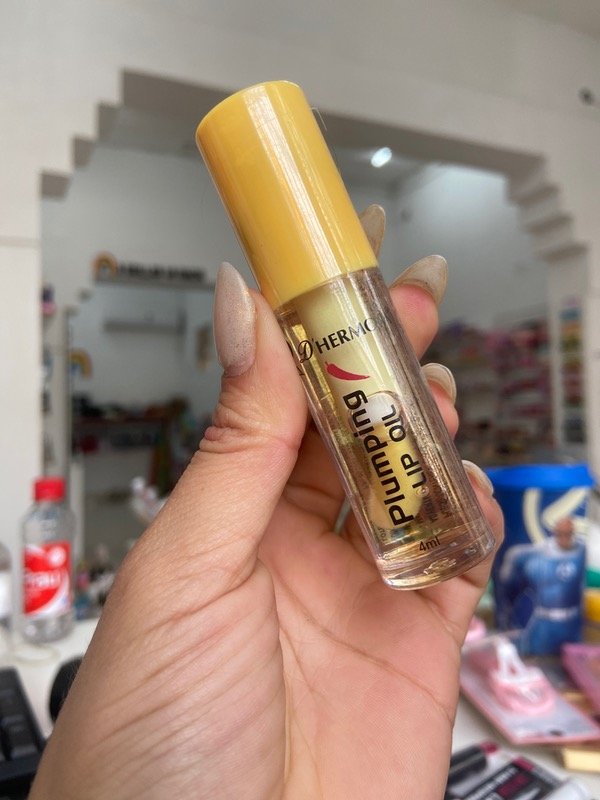 D'HERMO
Plumping
LIP OIL
4ml